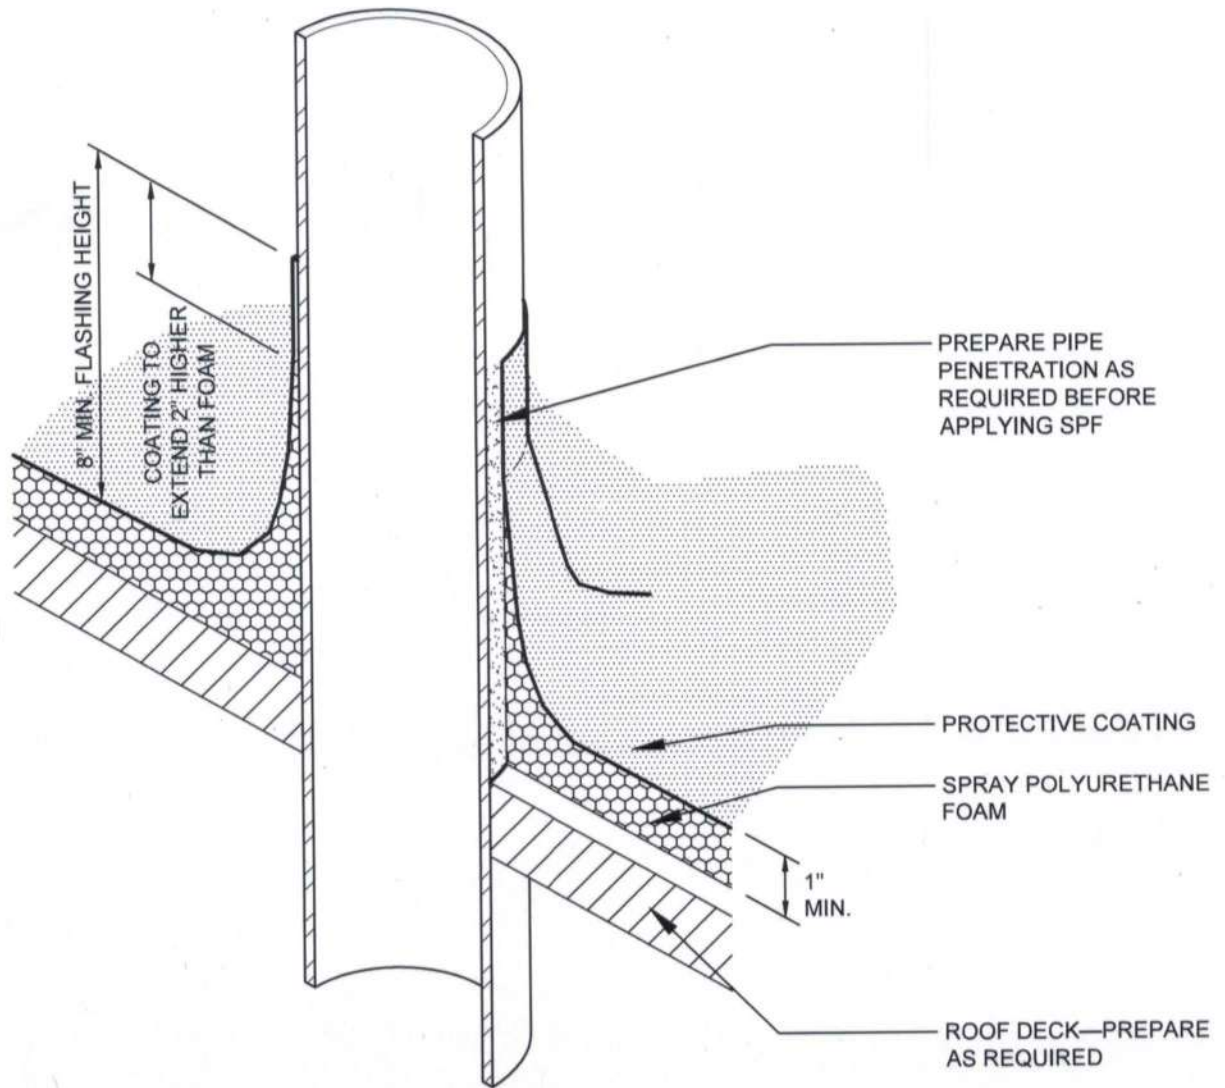 8" MIN. FLASHING HEIGHT
COATING TO
EXTEND 2" HIGHER
THAN FOAM
PREPARE PIPE
PENETRATION AS
REQUIRED BEFORE
APPLYING SPF
PROTECTIVE COATING
SPRAY POLYURETHANE
FOAM
1"
MIN.
ROOF DECK—PREPARE
AS REQUIRED